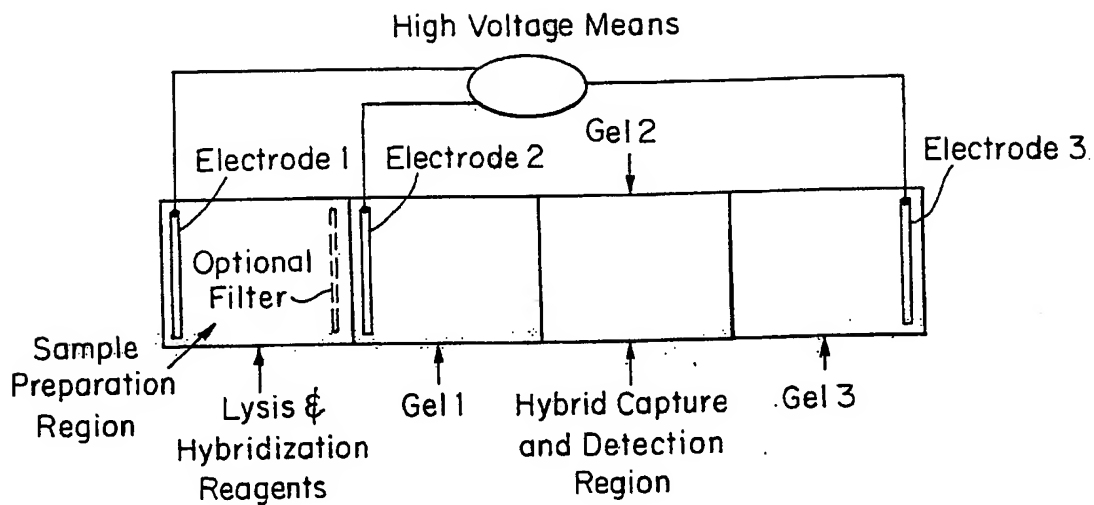 High Voltage Means
Gel 2
Electrode 1
Electrode 2
Electrode 3
Optional
Filter
Sample
Preparation
Region
Lysis &
Hybridization
Reagents
Gel 1
Hybrid Capture
and Detection
Region
Gel 3